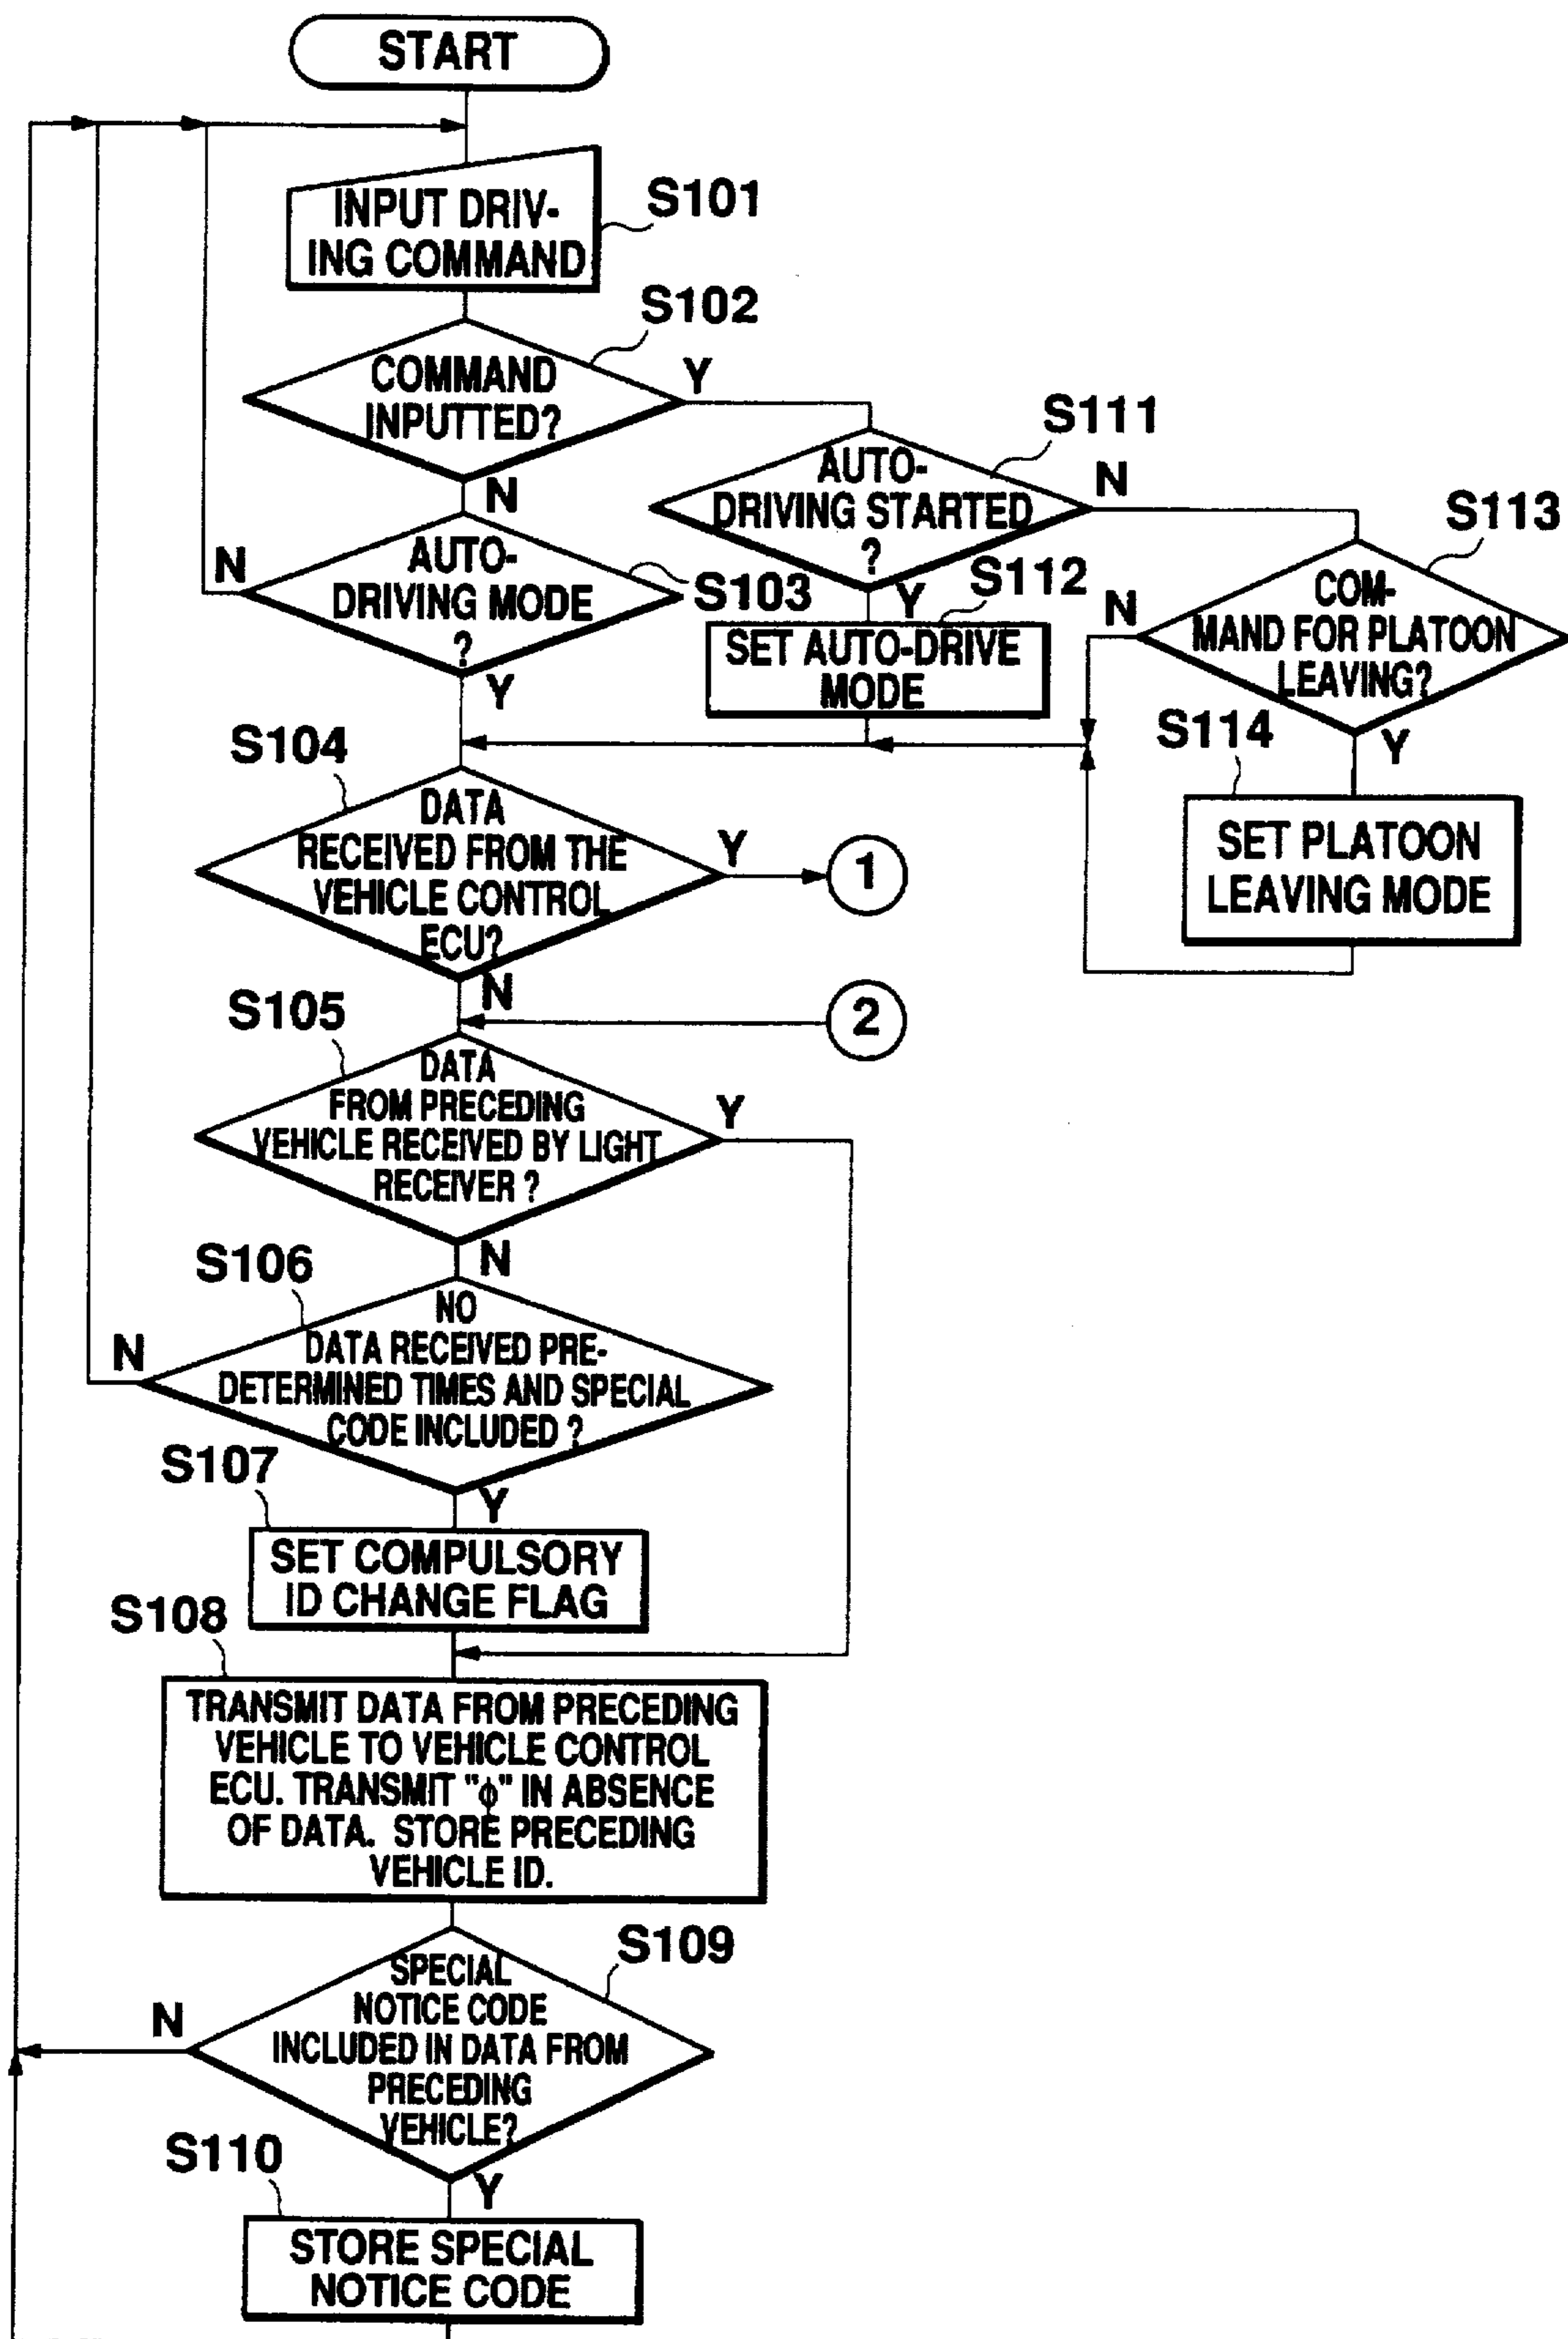 START
INPUT DRIV-
ING COMMAND
S101
S102
COMMAND
INPUTTED?
Y
N
S111
AUTO-
DRIVING STARTED
?
N
Y
S113
COM-
MAND FOR PLATOON
LEAVING?
N
Y
AUTO-
DRIVING MODE
?
S103
N
Y
S112
SET AUTO-DRIVE
MODE
S114
SET PLATOON
LEAVING MODE
S104
DATA
RECEIVED FROM THE
VEHICLE CONTROL
ECU?
Y
1
N
2
S105
DATA
FROM PRECEDING
VEHICLE RECEIVED BY LIGHT
RECEIVER ?
Y
N
S106
NO
DATA RECEIVED PRE-
DETERMINED TIMES AND SPECIAL
CODE INCLUDED ?
N
Y
S107
SET COMPULSORY
ID CHANGE FLAG
S108
TRANSMIT DATA FROM PRECEDING
VEHICLE TO VEHICLE CONTROL
ECU. TRANSMIT "ϕ" IN ABSENCE
OF DATA. STORE PRECEDING
VEHICLE ID.
S109
SPECIAL
NOTICE CODE
INCLUDED IN DATA FROM
PRECEDING
VEHICLE?
N
Y
S110
STORE SPECIAL
NOTICE CODE